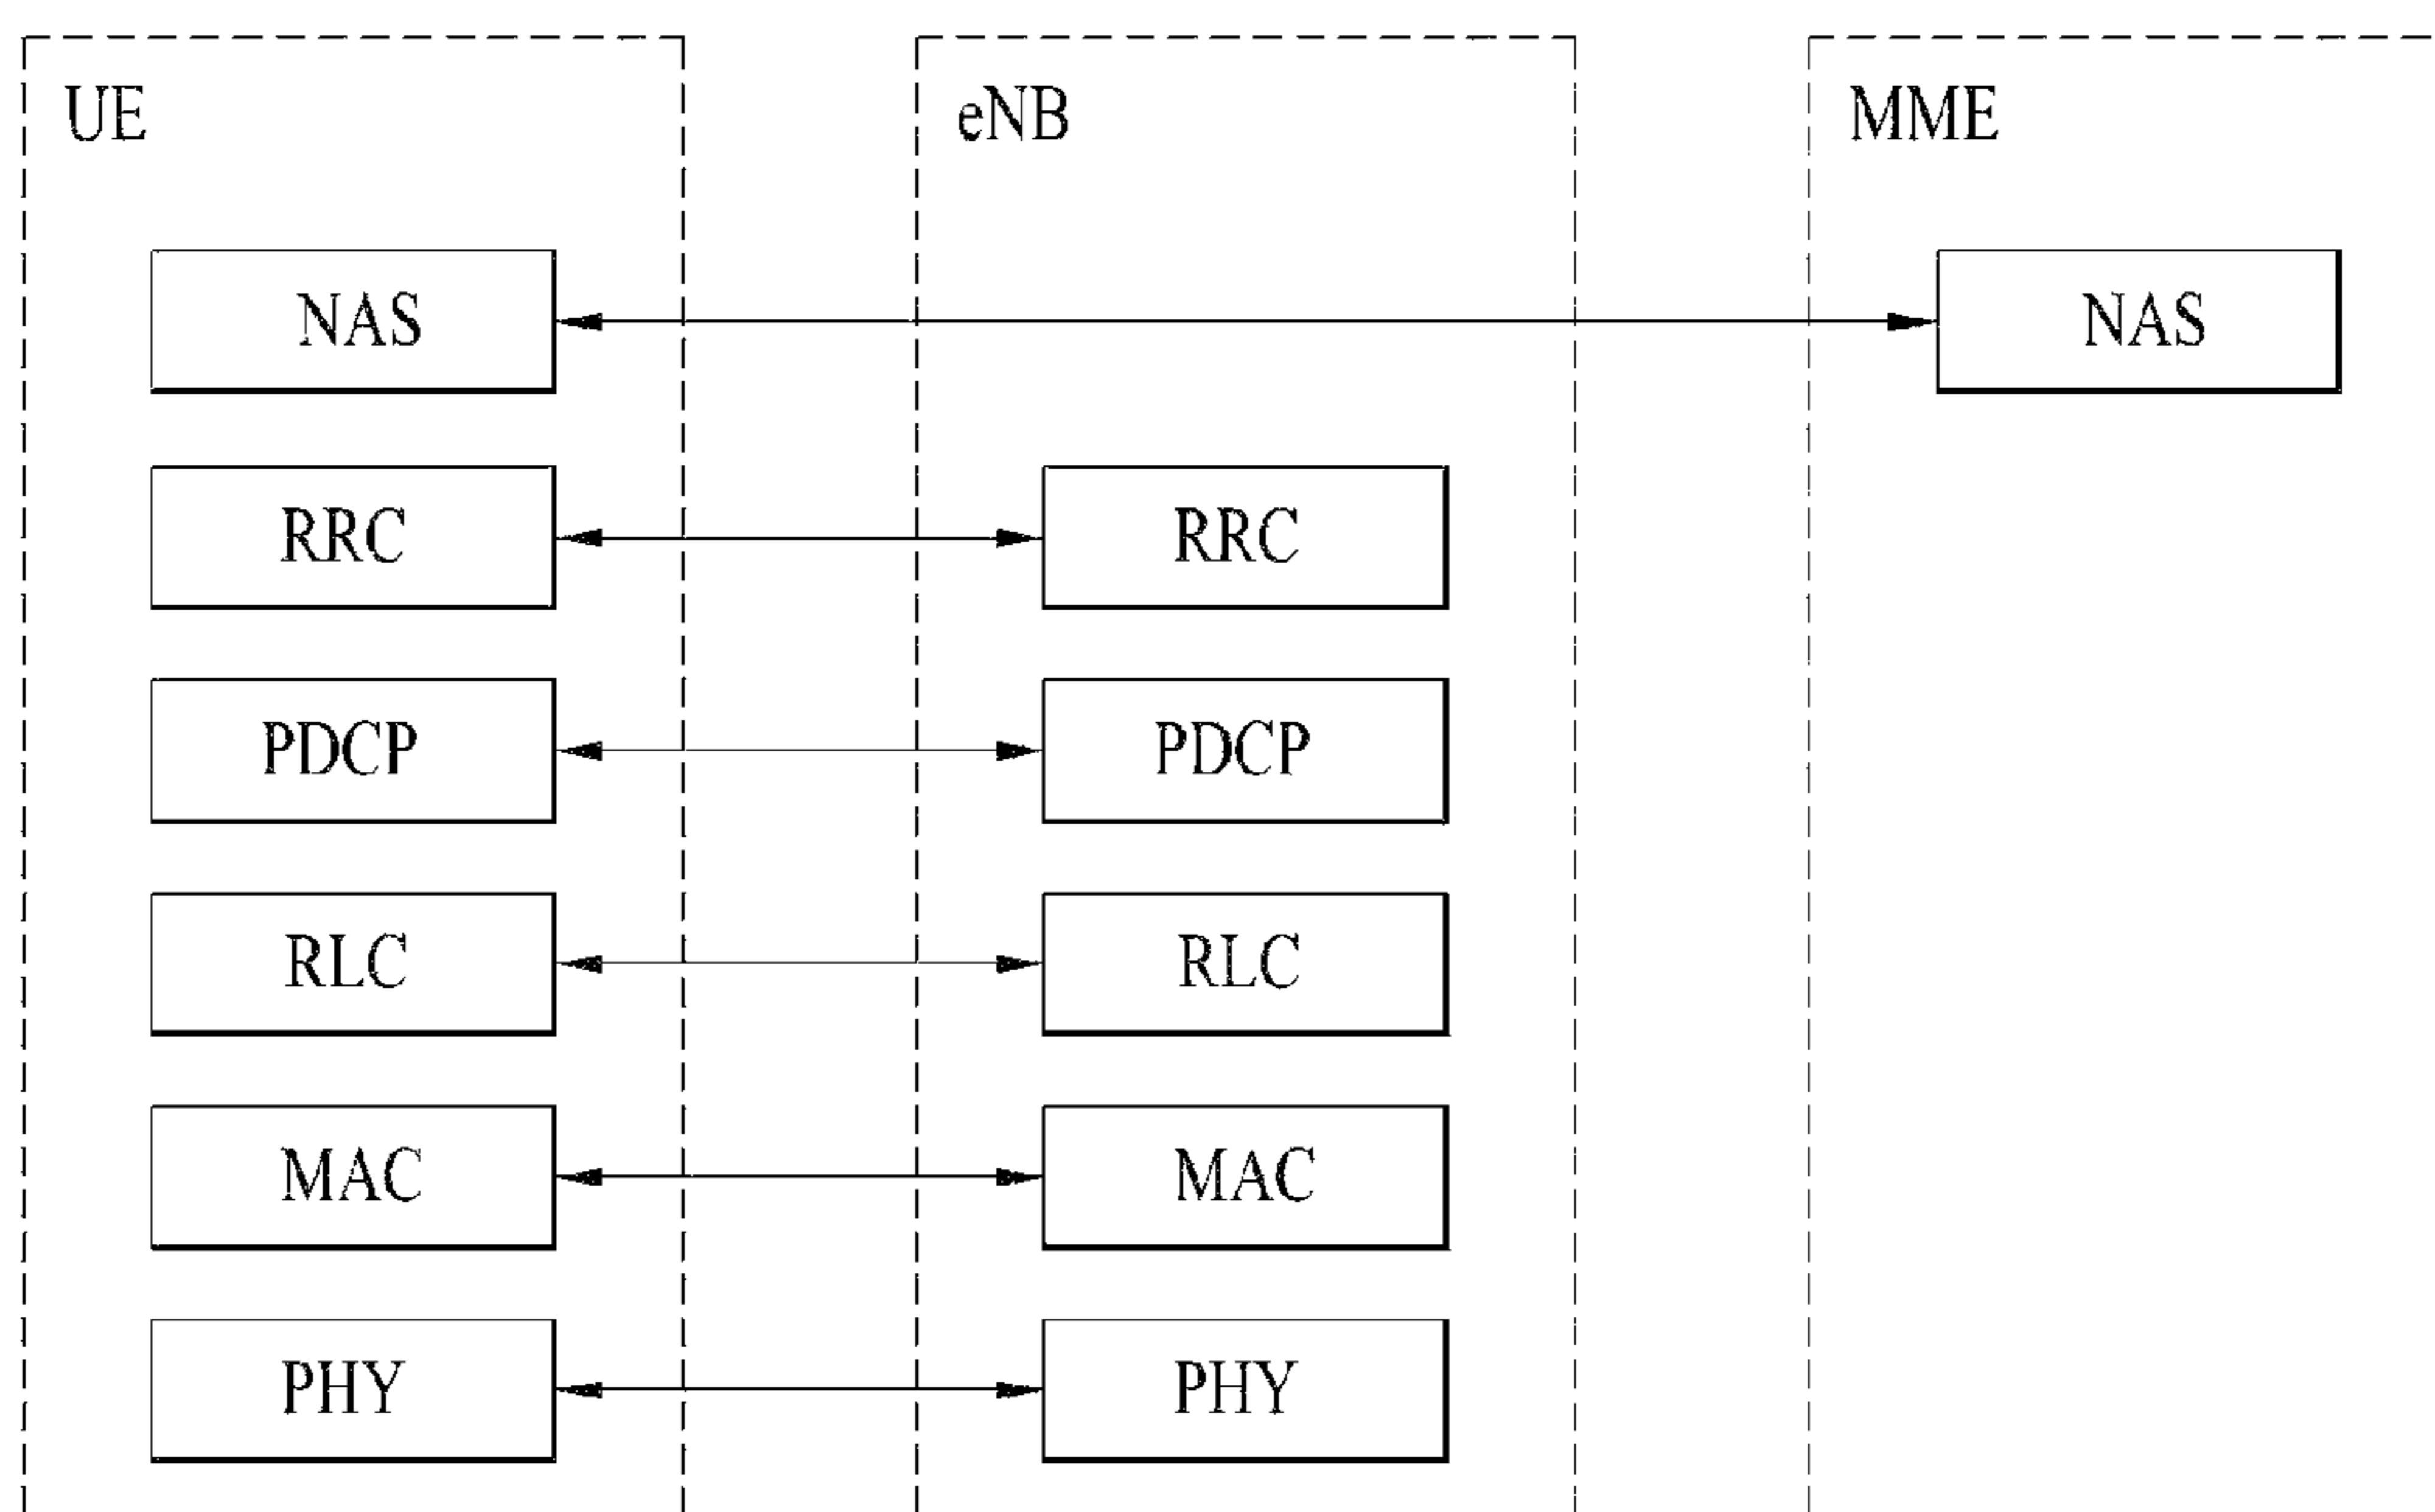 UE eNB MME
NAS NAS
RRC RRC
PDCP PDCP
RLC RLC
MAC MAC
PHY PHY